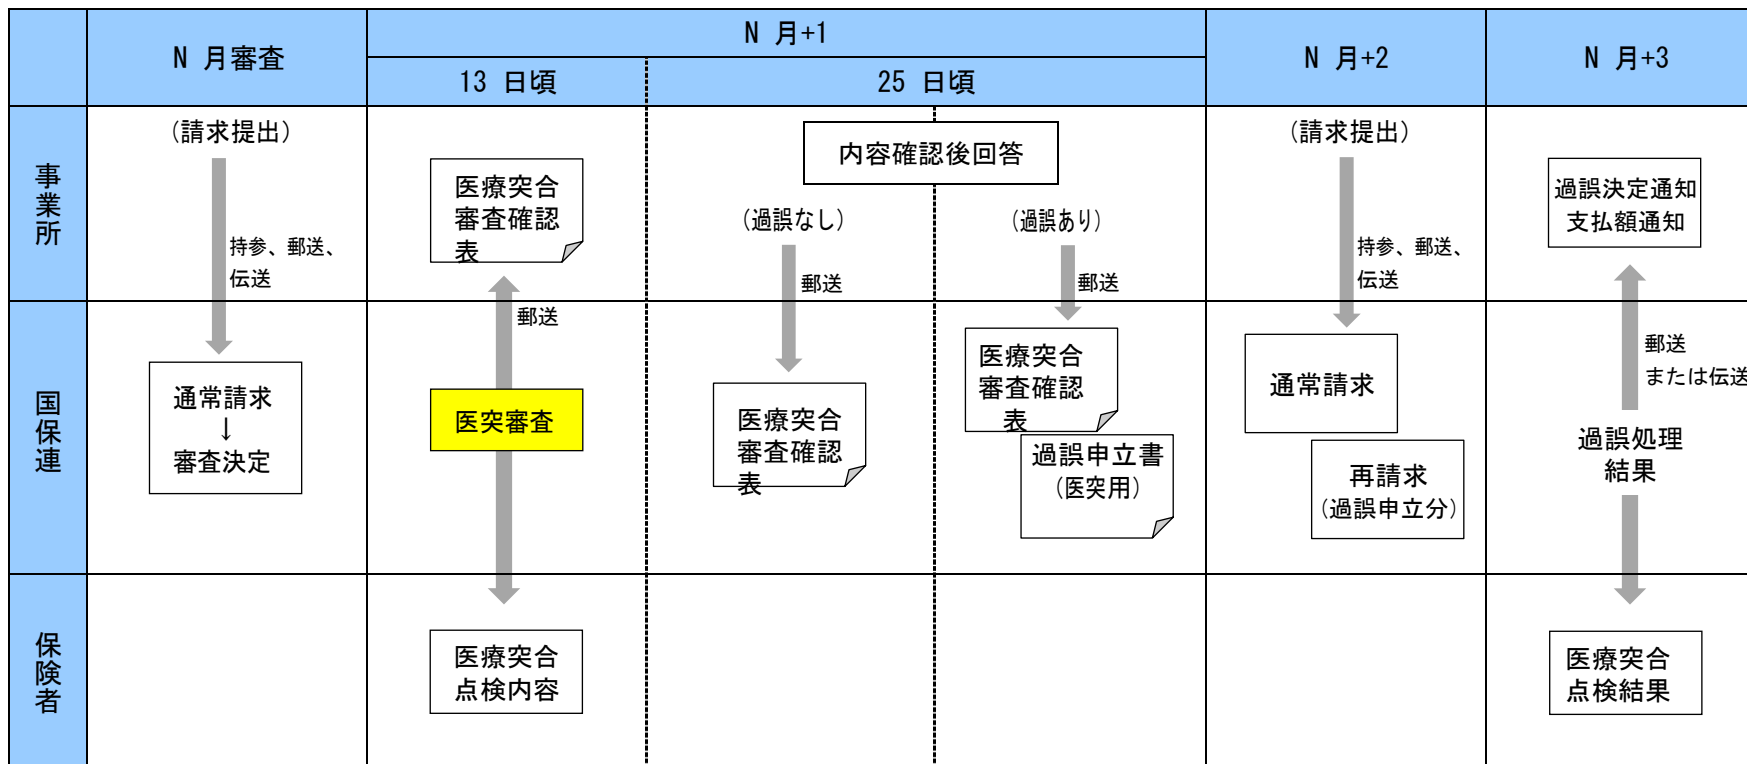 N 月審査
N 月+1
N 月+2
N 月+3
13 日頃
25 日頃
事業所
(請求提出)
持参、郵送、
伝送
医療突合
審査確認
表
郵送
内容確認後回答
(過誤なし)
郵送
(過誤あり)
郵送
(請求提出)
持参、郵送、
伝送
過誤決定通知
支払額通知
国保連
通常請求
↓
審査決定
医突審査
医療突合
審査確認
表
医療突合
審査確認
表
過誤申立書
(医突用)
通常請求
再請求
(過誤申立分)
郵送
または伝送
過誤処理
結果
保険者
医療突合
点検内容
医療突合
点検結果